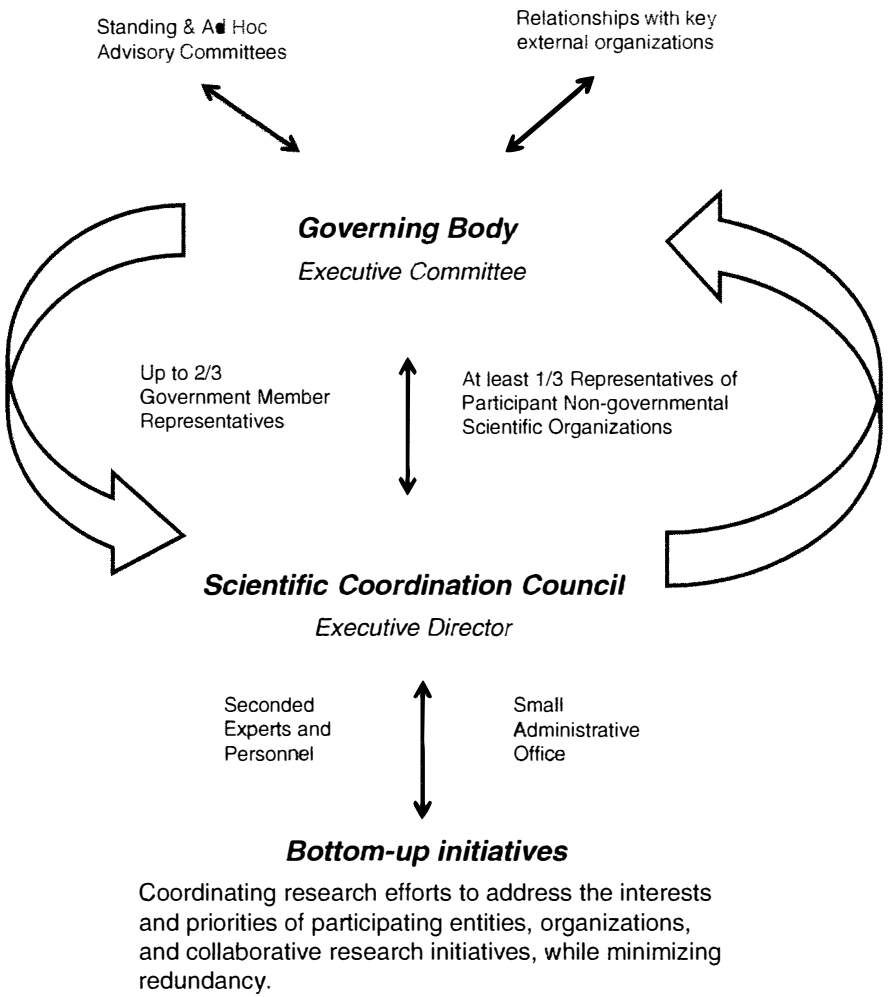 Standing & Ad Hoc
Advisory Committees
Relationships with key
external organizations
Governing Body
Executive Committee
Up to 2/3
Government Member
Representatives
At least 1/3 Representatives of
Participant Non-governmental
Scientific Organizations
Scientific Coordination Council
Executive Director
Seconded
Experts and
Personnel
Small
Administrative
Office
Bottom-up initiatives
Coordinating research efforts to address the interests
and priorities of participating entities, organizations,
and collaborative research initiatives, while minimizing
redundancy.